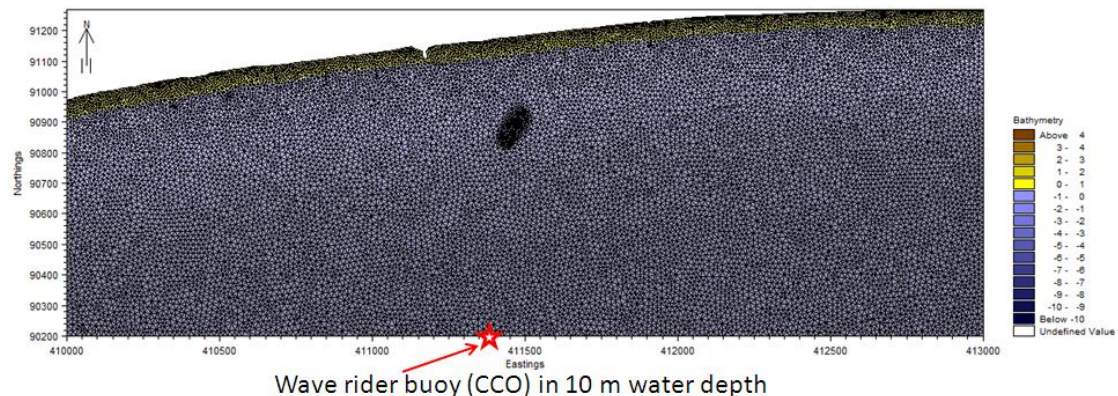 91200
91100
91000
90900
90800
90700
90600
90500
90400
90300
90200
Northings
N
410000
410500
411000
411500
412000
412500
413000
Eastings
Bathymetry
Above 4
3 - 4
2 - 3
1 - 2
0 - 1
-1 - 0
-2 - -1
-3 - -2
-4 - -3
-5 - -4
-6 - -5
-7 - -6
-8 - -7
-9 - -8
-10 - -9
Below -10
Undefined Value
Wave rider buoy (CCO) in 10 m water depth